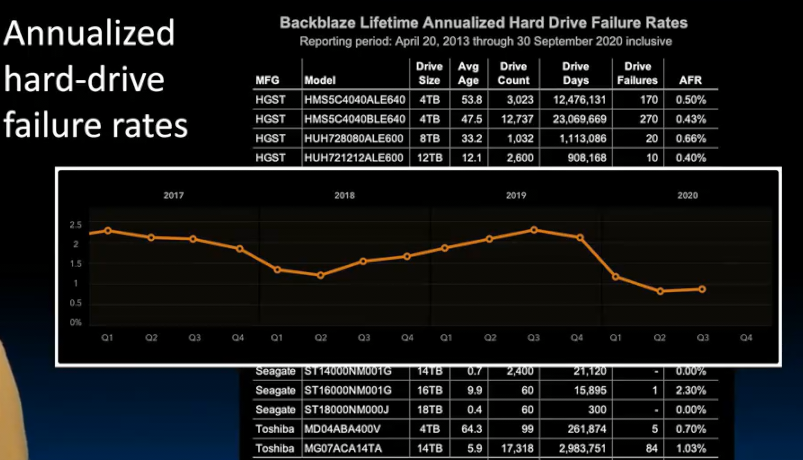 Annualized
hard-drive
failure rates
Backblaze Lifetime Annualized Hard Drive Failure Rates
Reporting period: April 20, 2013 through 30 September 2020 inclusive
MFG Model Drive Size Avg Age Drive Count Drive Days Drive Failures AFR
HGST HMS5C4040ALE640 4TB 53.8 3,023 12,476,131 170 0.50%
HGST HMS5C4040BLE640 4TB 47.5 12,737 23,069,669 270 0.43%
HGST HUH728080ALE600 8TB 33.2 1,032 1,113,086 20 0.66%
HGST HUH721212ALE600 12TB 12.1 2,600 908,168 10 0.40%
2017 2018 2019 2020
2.5
2
1.5
1
0.5
0%
Q1 Q2 Q3 Q4 Q1 Q2 Q3 Q4 Q1 Q2 Q3 Q4 Q1 Q2 Q3 Q4
Seagate ST14000NM001G 14TB 0.7 2,400 21,120 - 0.00%
Seagate ST16000NM001G 16TB 9.9 60 15,895 1 2.30%
Seagate ST18000NM000J 18TB 0.4 60 300 - 0.00%
Toshiba MD04ABA400V 4TB 64.3 99 261,874 5 0.70%
Toshiba MG07ACA14TA 14TB 5.9 17,318 2,983,751 84 1.03%